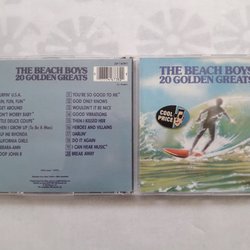 THE BEACH BOYS
20 GOLDEN GREATS
SURFIN' U.S.A.
FUN, FUN, FUN
GET AROUND
DON'T WORRY BABY
LITTLE DEUCE COUPE
WHEN I GROW UP (To Be A Man)
HELP ME RHONDA
CALIFORNIA GIRLS
BARBARA ANN
SLOOP JOHN B
YOU'RE SO GOOD TO ME
GOD ONLY KNOWS
WOULDN'T IT BE NICE
GOOD VIBRATIONS
THEN I KISSED HER
HEROES AND VILLAINS
DARLIN'
DO IT AGAIN
I CAN HEAR MUSIC
BREAK AWAY
THE BEACH BOYS
20 GOLDEN GREATS
COOL
PRICE